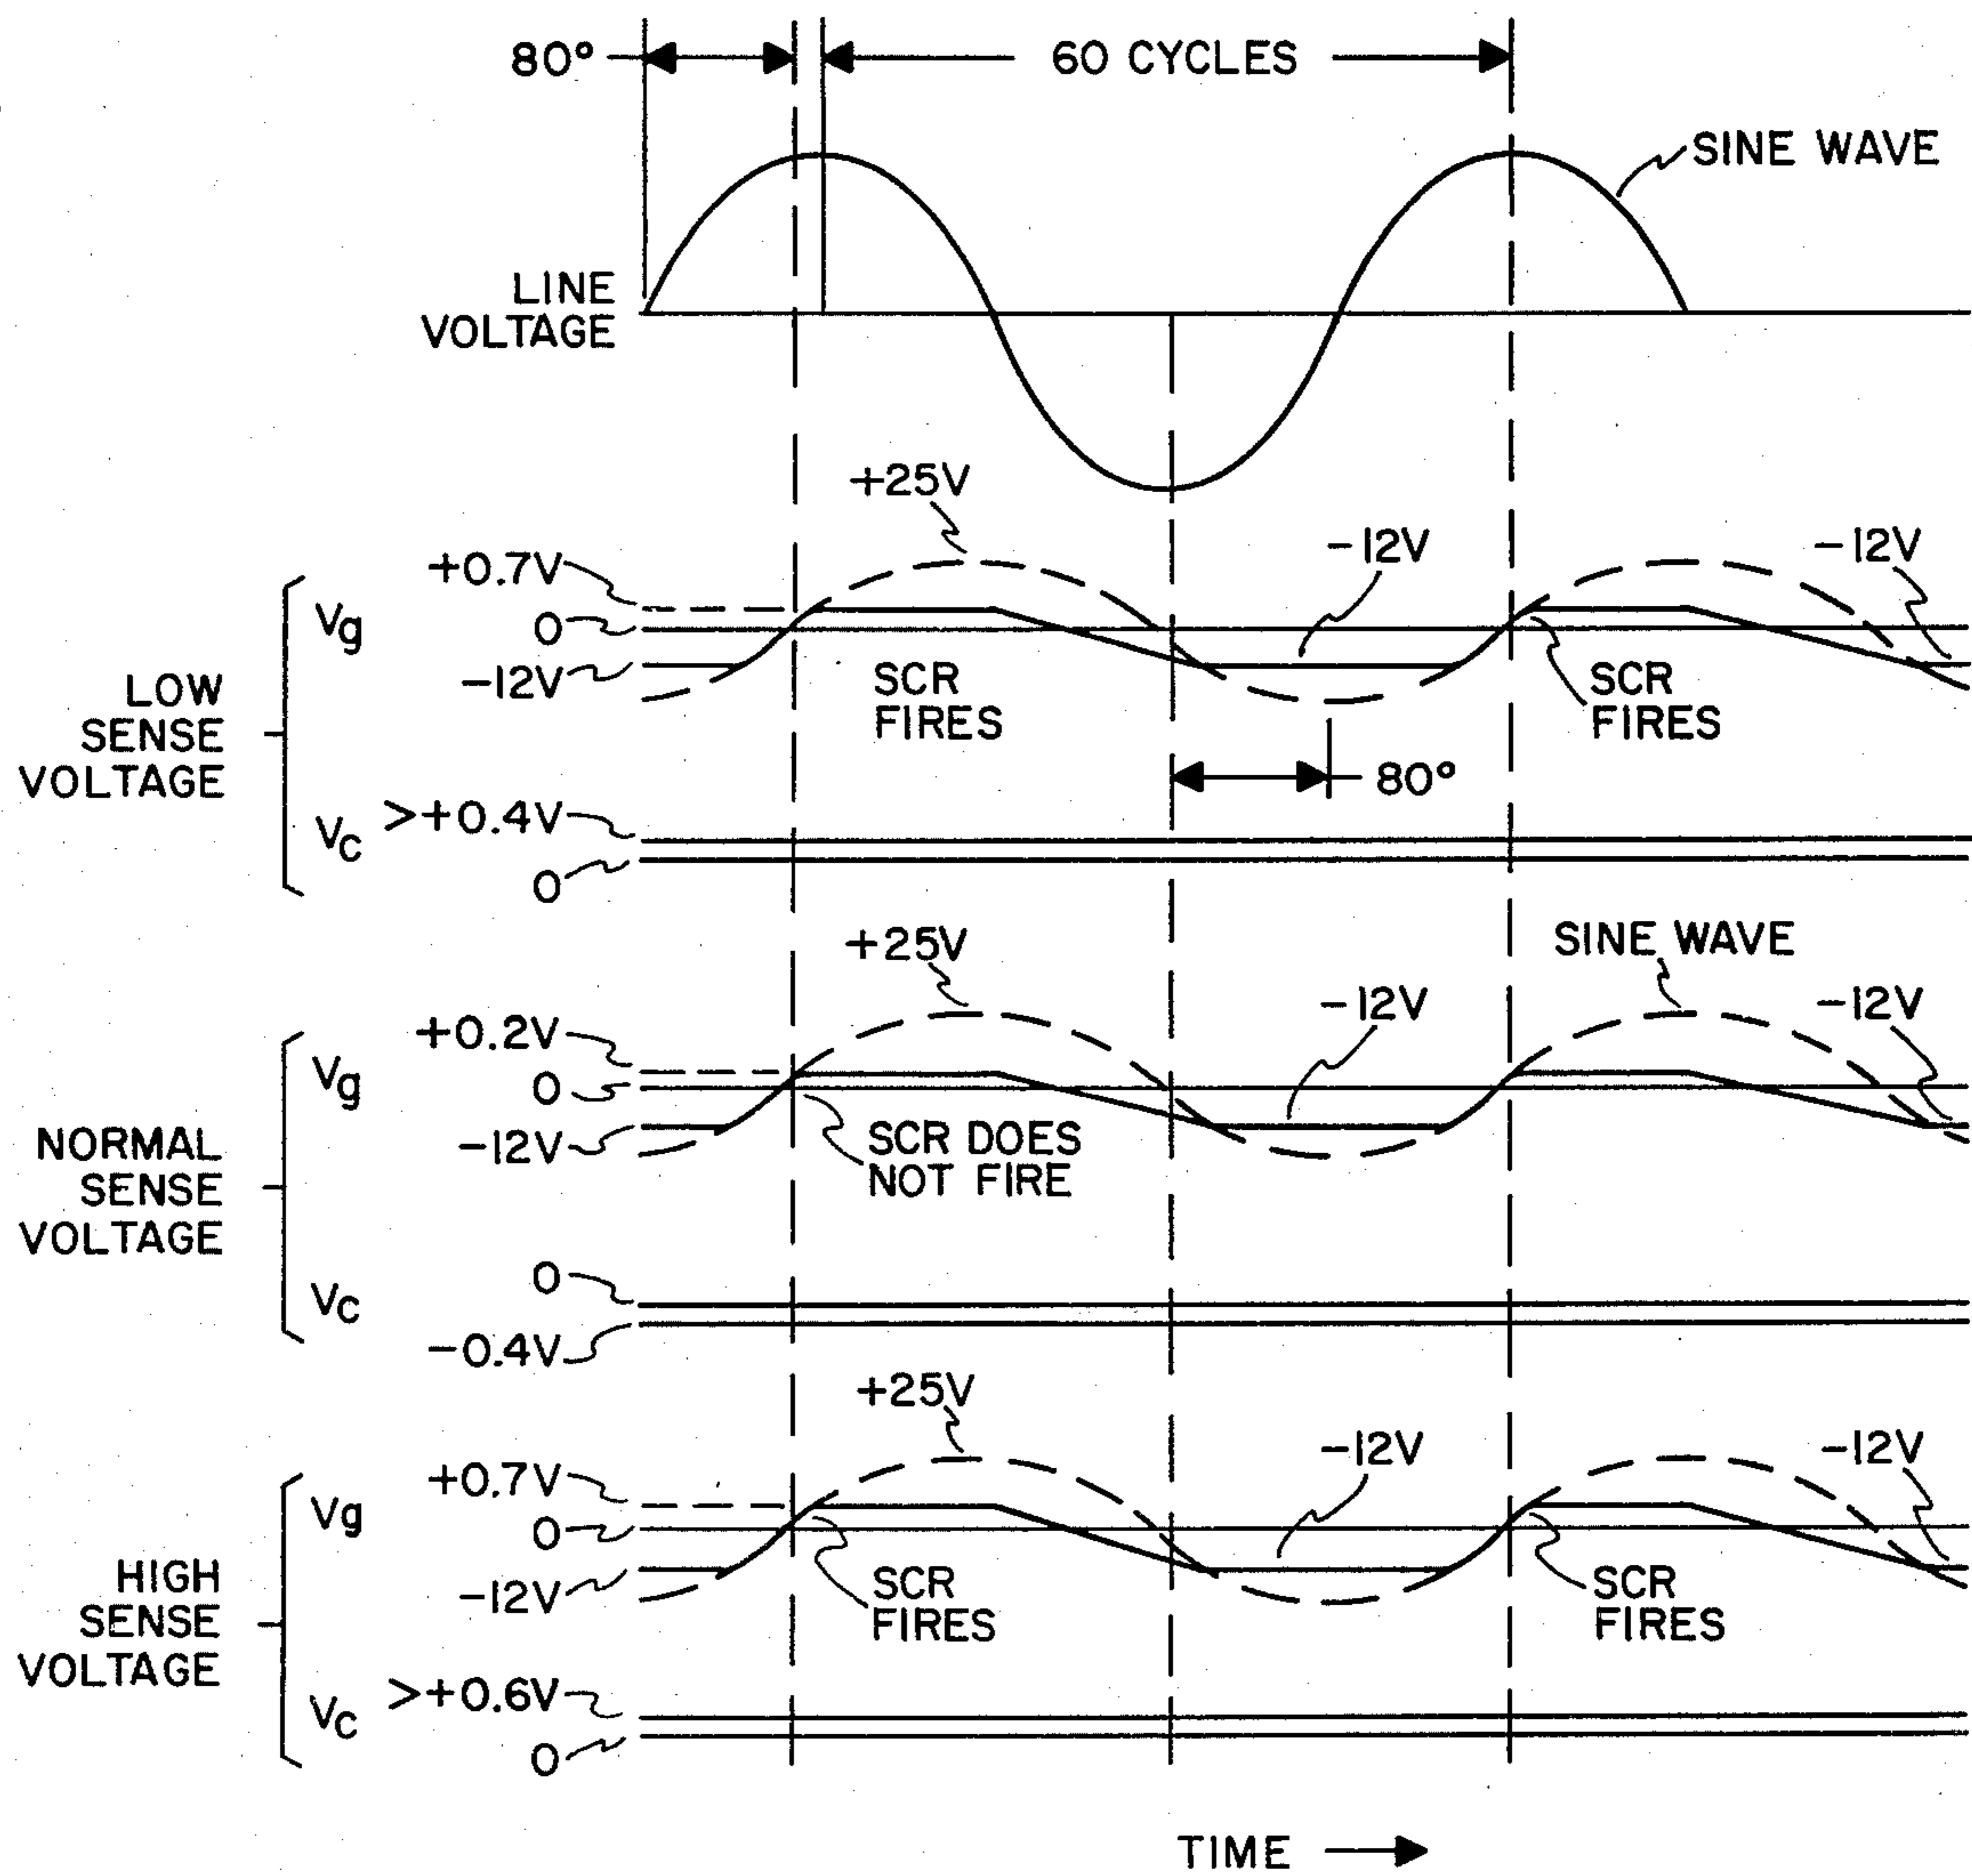 80°
60 CYCLES
SINE WAVE
LINE
VOLTAGE
+25V
-12V
-12V
+0.7V
Vg
0
-12V
SCR
FIRES
SCR
FIRES
LOW
SENSE
VOLTAGE
80°
Vc
>+0.4V
0
+25V
SINE WAVE
-12V
-12V
+0.2V
Vg
0
-12V
SCR DOES
NOT FIRE
NORMAL
SENSE
VOLTAGE
0
Vc
-0.4V
+25V
-12V
-12V
+0.7V
Vg
0
-12V
SCR
FIRES
SCR
FIRES
HIGH
SENSE
VOLTAGE
>+0.6V
Vc
0
TIME